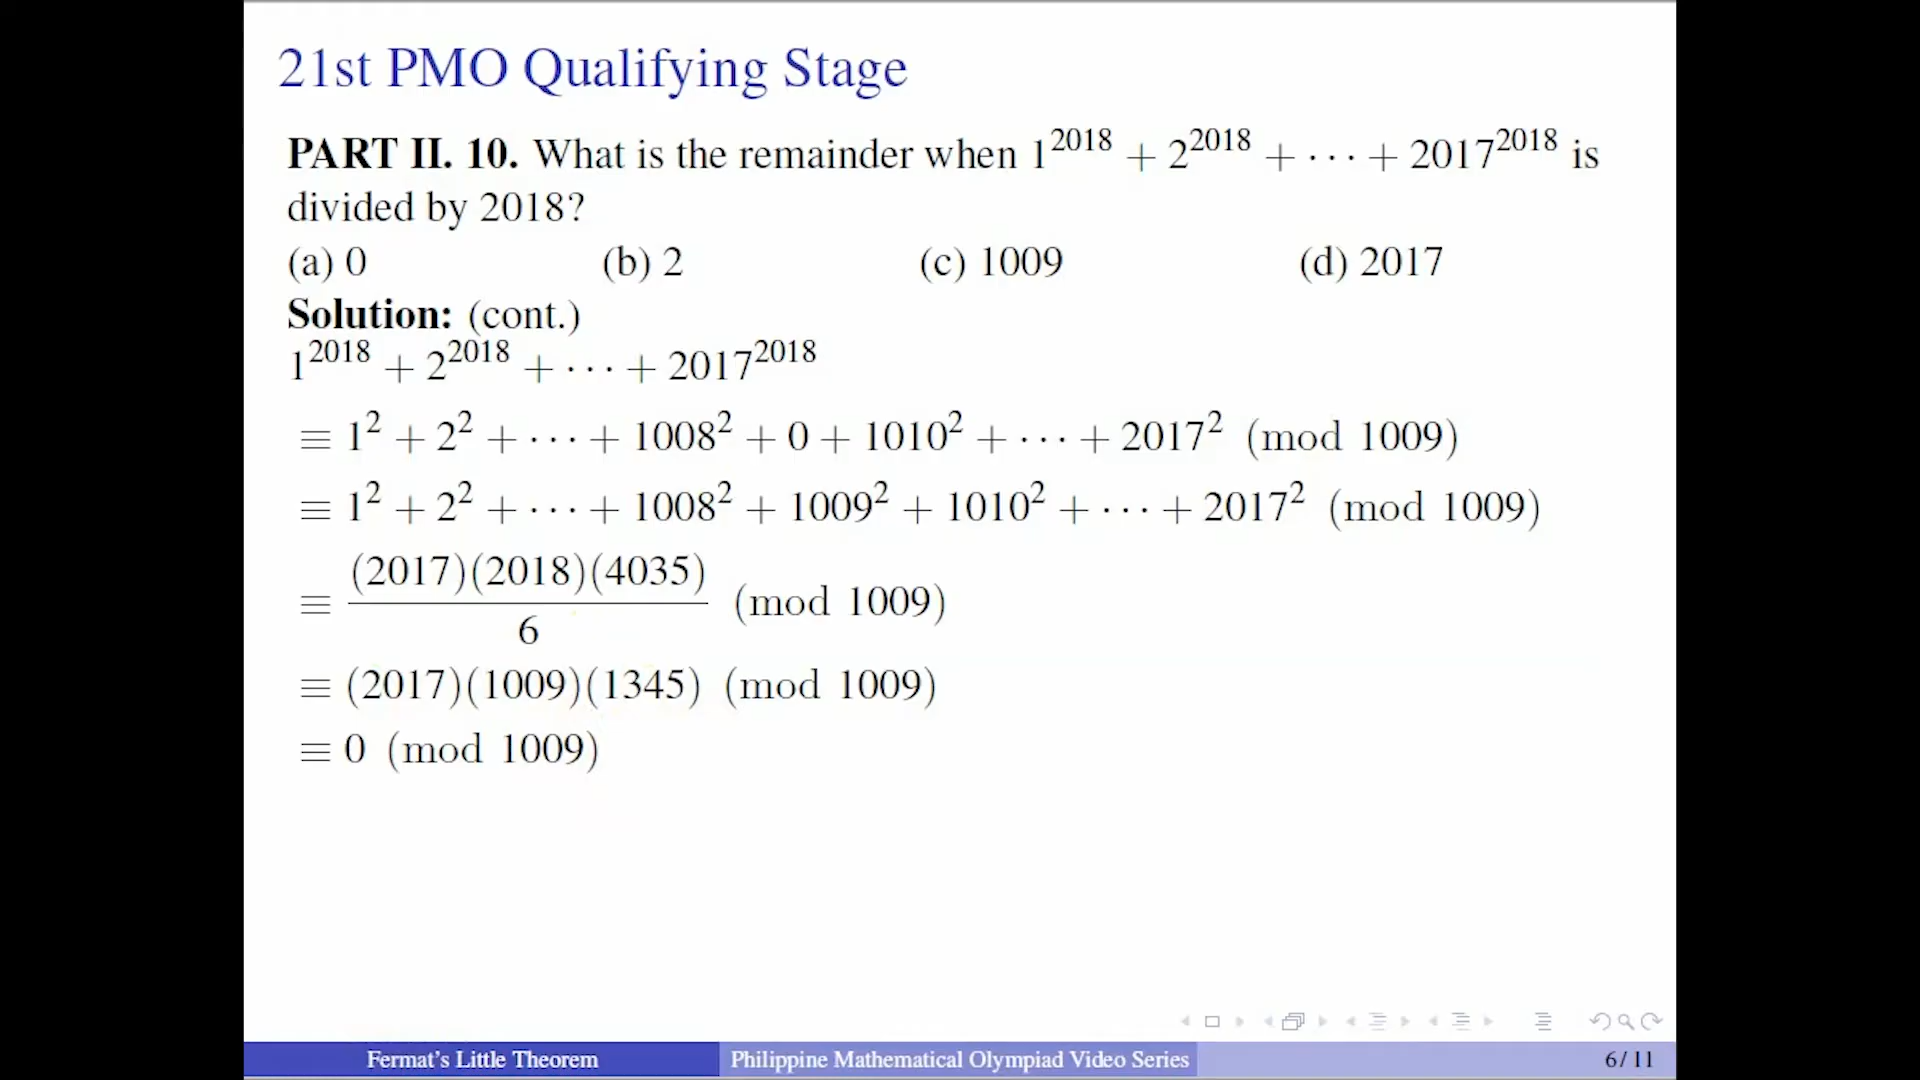 21st PMO Qualifying Stage
PART II. 10. What is the remainder when 1^2018 + 2^2018 + ⋯ + 2017^2018 is
divided by 2018?
(a) 0 (b) 2 (c) 1009 (d) 2017
Solution: (cont.)
1^2018 + 2^2018 + ⋯ + 2017^2018
≡ 1^2 + 2^2 + ⋯ + 1008^2 + 0 + 1010^2 + ⋯ + 2017^2 (mod 1009)
≡ 1^2 + 2^2 + ⋯ + 1008^2 + 1009^2 + 1010^2 + ⋯ + 2017^2 (mod 1009)
≡ (2017)(2018)(4035) / 6 (mod 1009)
≡ (2017)(1009)(1345) (mod 1009)
≡ 0 (mod 1009)
Fermat's Little Theorem Philippine Mathematical Olympiad Video Series 6 / 11